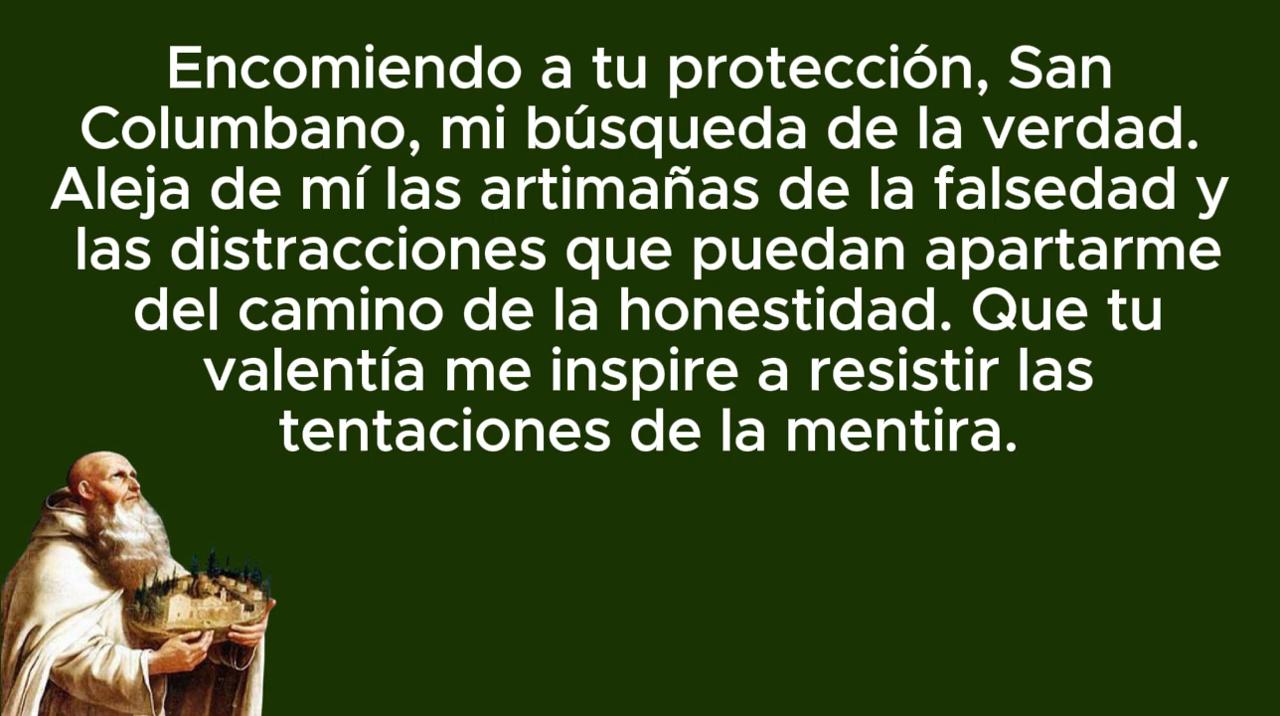 Encomiendo a tu protección, San
Columbano, mi búsqueda de la verdad.
Aleja de mí las artimañas de la falsedad y
las distracciones que puedan apartarme
del camino de la honestidad. Que tu
valentía me inspire a resistir las
tentaciones de la mentira.